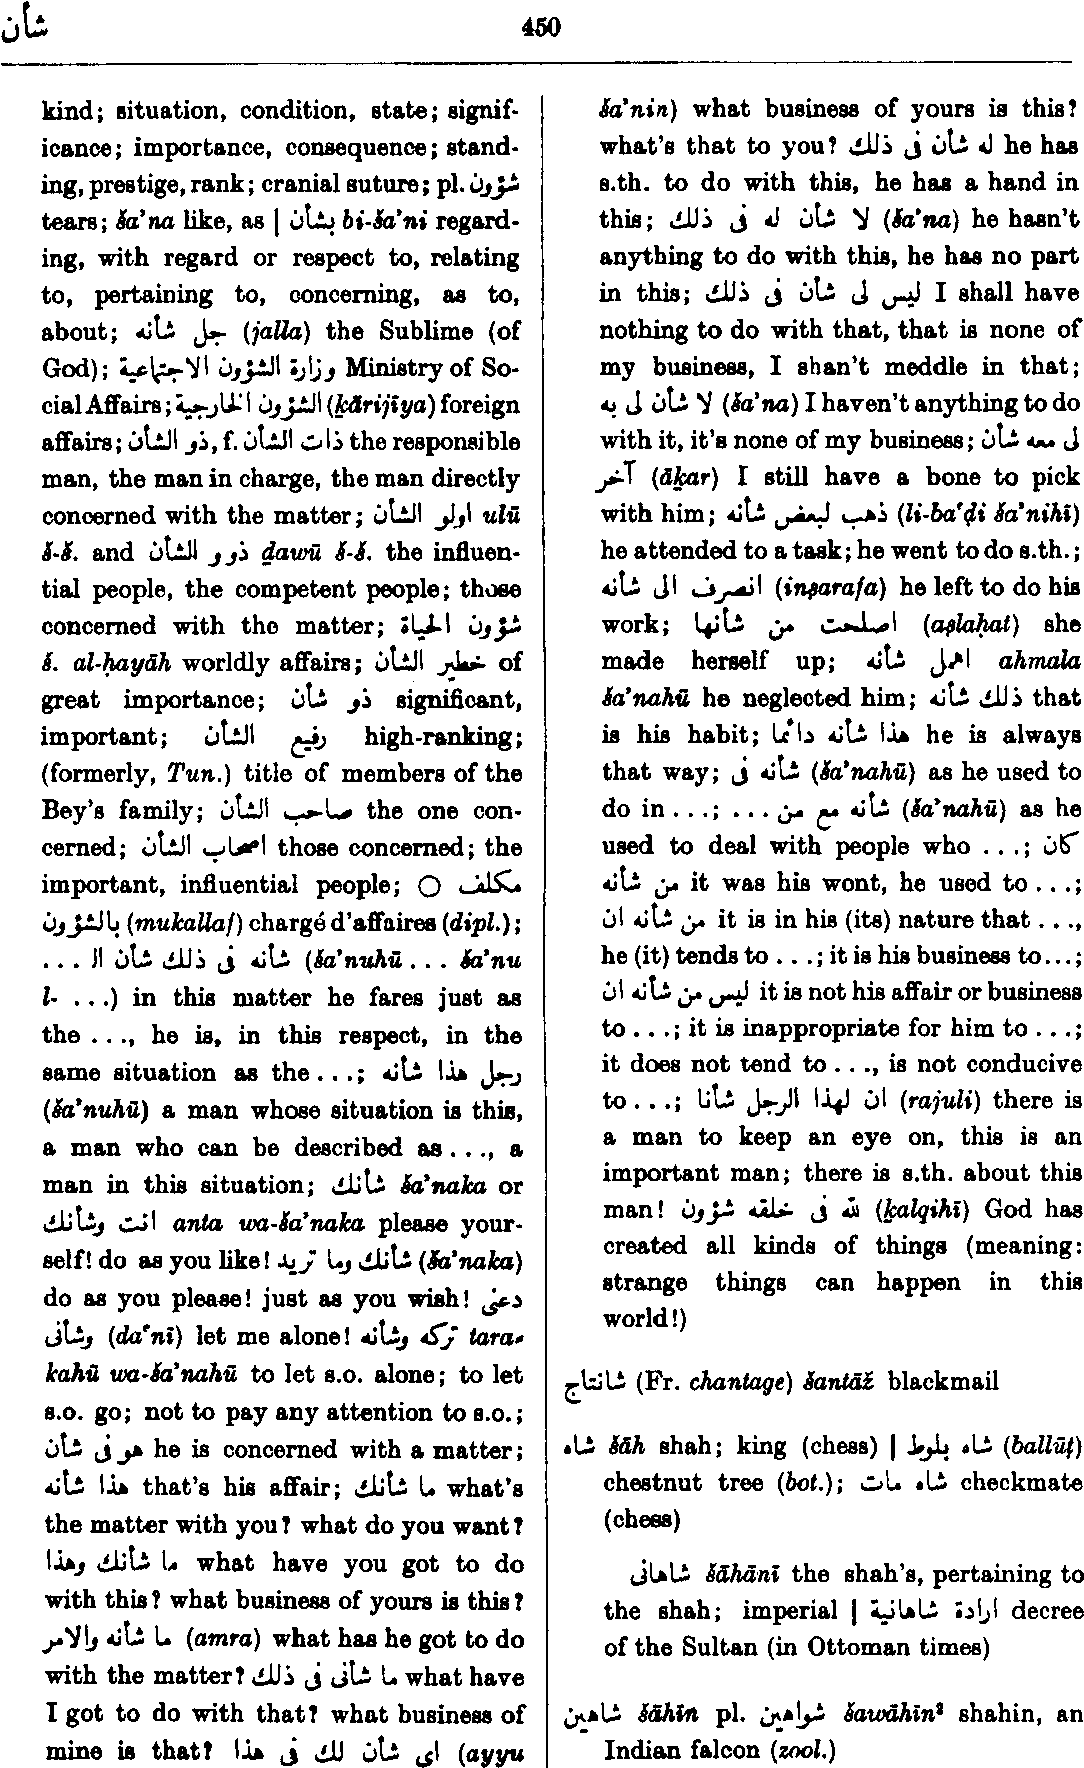 شأن
450
kind; situation, condition, state; signif-
icance; importance, consequence; stand-
ing, prestige, rank; cranial suture; pl. شؤون
tears; ša’na like, as | بشأن bi-ša’ni regard-
ing, with regard or respect to, relating
to, pertaining to, concerning, as to,
about; جل شأنه (jalla) the Sublime (of
God); وزارة الشؤون الاجتماعية Ministry of So-
cial Affairs; الشؤون الخارجية (ḵārijīya) foreign
affairs; ذو الشأن, f. ذات الشأن the responsible
man, the man in charge, the man directly
concerned with the matter; اولو الشأن ulū
š-š. and ذوو الشأن ḏawū š-š. the influen-
tial people, the competent people; those
concerned with the matter; شؤون الحياة
š. al-ḥayāh worldly affairs; خطير الشأن of
great importance; ذو شأن significant,
important; رفيع الشأن high-ranking;
(formerly, Tun.) title of members of the
Bey’s family; صاحب الشأن the one con-
cerned; اصحاب الشأن those concerned; the
important, influential people; ○ مكلف
بالشؤون (mukallaf) chargé d’affaires (dipl.);
شأنه فى ذلك شأن ال ... (ša’nuhū ... ša’nu
l- ...) in this matter he fares just as
the ..., he is, in this respect, in the
same situation as the...; رجل هذا شأنه
(ša’nuhū) a man whose situation is this,
a man who can be described as..., a
man in this situation; شأنك ša’naka or
انت وشأنك anta wa-ša’naka please your-
self! do as you like! شأنك وما تريد (ša’naka)
do as you please! just as you wish! دعنى
وشأنى (da‘nī) let me alone! تركه وشأنه tara-
kahū wa-ša’nahū to let s.o. alone; to let
s.o. go; not to pay any attention to s.o.;
هو فى شأن he is concerned with a matter;
هذا شأنه that’s his affair; ما شأنك what’s
the matter with you? what do you want?
ما شأنك وهذا what have you got to do
with this? what business of yours is this?
ما شأنه والامر (amra) what has he got to do
with the matter? ما شأنى فى ذلك what have
I got to do with that? what business of
mine is that? اى شأن لك فى هذا (ayyu
ša’nin) what business of yours is this?
what’s that to you? له شأن فى ذلك he has
s.th. to do with this, he has a hand in
this; لا شأن له فى ذلك (ša’na) he hasn’t
anything to do with this, he has no part
in this; ليس لى شأن فى ذلك I shall have
nothing to do with that, that is none of
my business, I shan’t meddle in that;
لا شأن لى به (ša’na) I haven’t anything to do
with it, it’s none of my business; لى معه شأن
آخر (āḵar) I still have a bone to pick
with him; ذهب لبعض شأنه (li-ba‘ḍi ša’nihī)
he attended to a task; he went to do s.th.;
انصرف الى شأنه (inṣarafa) he left to do his
work; اصلحت من شأنها (aṣlaḥat) she
made herself up; اهمل شأنه ahmala
ša’nahū he neglected him; ذلك شأنه that
is his habit; هذا شأنه دائما he is always
that way; شأنه فى (ša’nahū) as he used to
do in ...; شأنه مع من ... (ša’nahū) as he
used to deal with people who ...; كان
من شأنه it was his wont, he used to ...;
من شأنه ان it is in his (its) nature that ...,
he (it) tends to ...; it is his business to...;
ليس من شأنه ان it is not his affair or business
to ...; it is inappropriate for him to ...;
it does not tend to ..., is not conducive
to ...; ان لهذا الرجل شأنا (rajuli) there is
a man to keep an eye on, this is an
important man; there is s.th. about this
man! لله فى خلقه شؤون (ḵalqihī) God has
created all kinds of things (meaning:
strange things can happen in this
world!)
شانتاج (Fr. chantage) šantāž blackmail
شاه šāh shah; king (chess) | شاه بلوط (ballūṭ)
chestnut tree (bot.); شاه مات checkmate
(chess)
شاهانى šāhānī the shah’s, pertaining to
the shah; imperial | ارادة شاهانية decree
of the Sultan (in Ottoman times)
شاهين šāhīn pl. شواهين šawāhīn² shahin, an
Indian falcon (zool.)